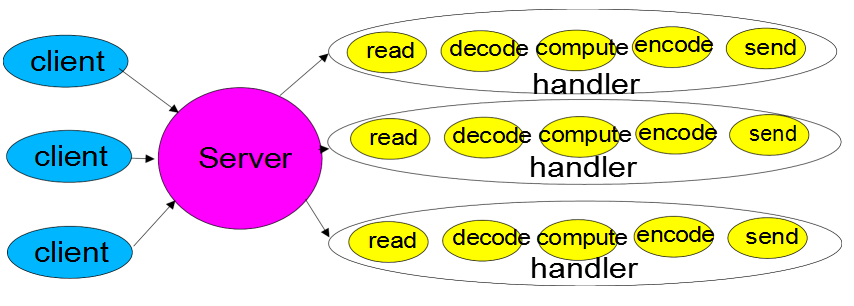 client
client
client
Server
read decode compute encode send
handler
read decode compute encode send
handler
read decode compute encode send
handler